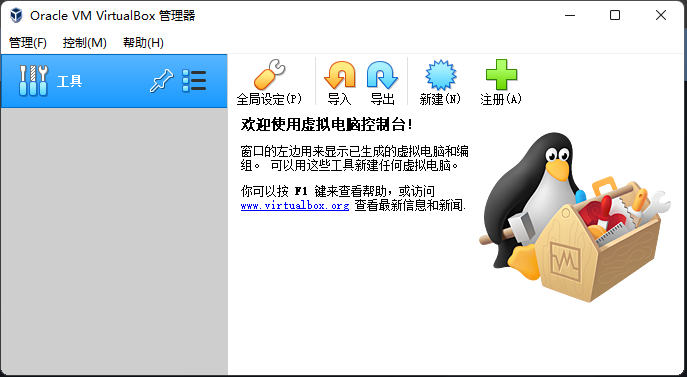 Oracle VM VirtualBox 管理器
管理(F) 控制(M) 帮助(H)
工具
全局设定(P) 导入 导出 新建(N) 注册(A)
欢迎使用虚拟电脑控制台!
窗口的左边用来显示已生成的虚拟电脑和编
组。 可以用这些工具新建任何虚拟电脑。
你可以按 F1 键来查看帮助，或访问
www.virtualbox.org 查看最新信息和新闻.